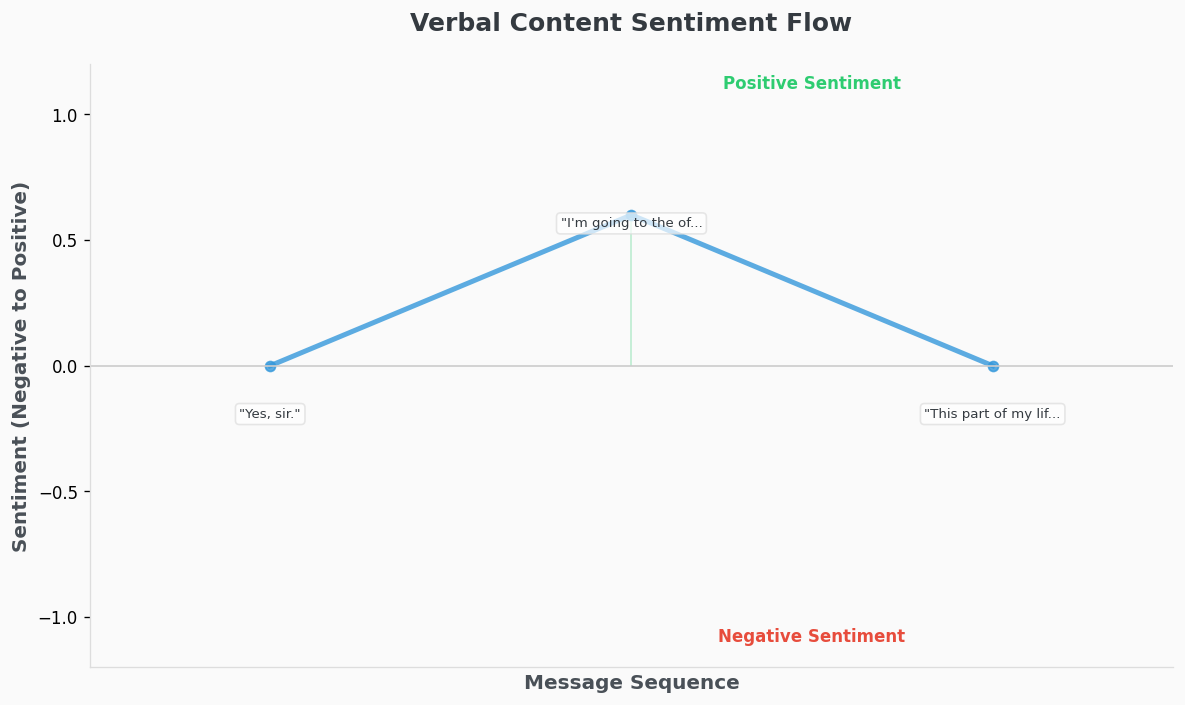 Verbal Content Sentiment Flow
Positive Sentiment
1.0
"I'm going to the of...
0.5
Sentiment (Negative to Positive)
0.0
"Yes, sir."
"This part of my lif...
−0.5
−1.0
Negative Sentiment
Message Sequence